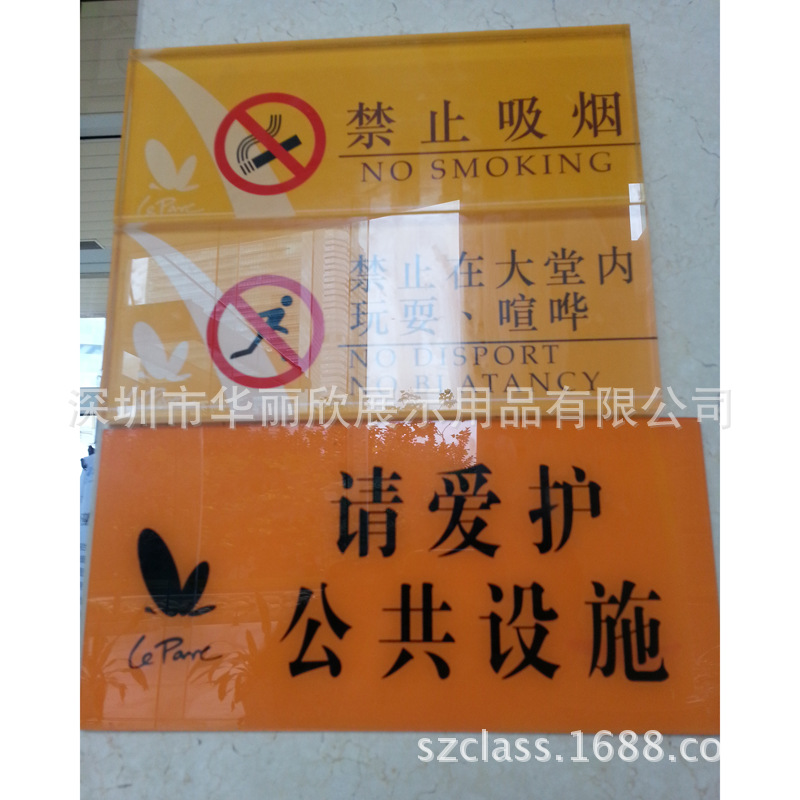 禁止吸烟
NO SMOKING
Le Parc
禁止在大堂内
玩耍、喧哗
NO DISPORT
NO BLATANCY
深圳市华丽欣展示用品有限公司
请爱护
公共设施
Le Parc
szclass.1688.co